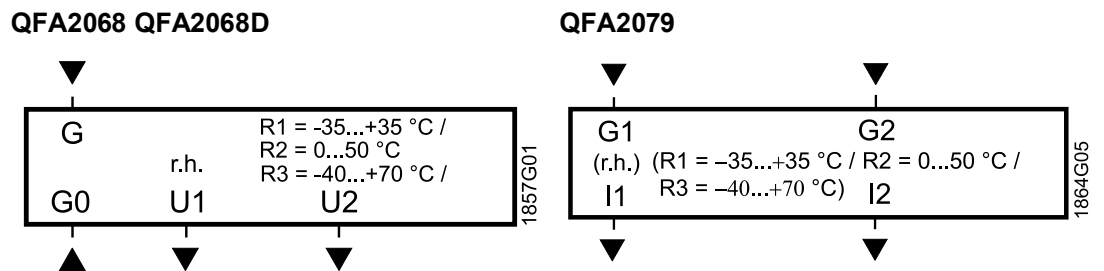 QFA2068 QFA2068D
G
R1 = -35...+35 °C /
R2 = 0...50 °C
r.h.
R3 = -40...+70 °C /
G0 U1 U2
1857G01
QFA2079
G1 G2
(r.h.) (R1 = –35...+35 °C / R2 = 0...50 °C /
R3 = –40...+70 °C)
I1 I2
1864G05